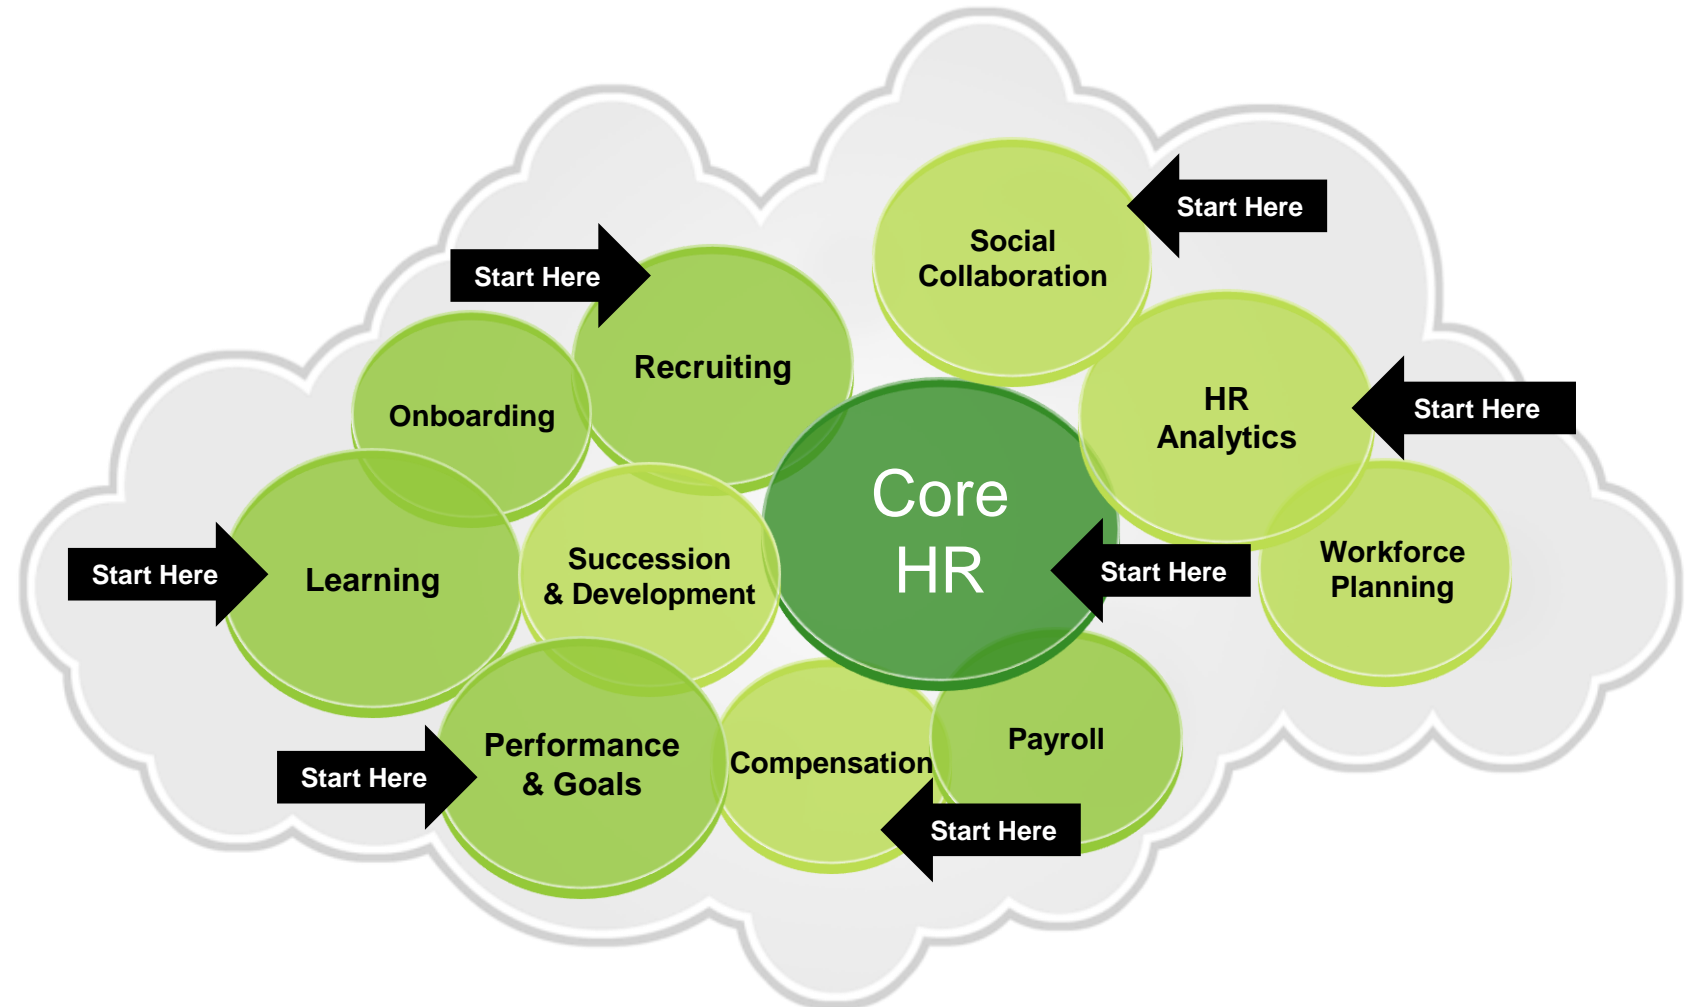 Social
Collaboration
Start Here
Start Here
Recruiting
Onboarding
HR
Analytics
Start Here
Core
HR
Start Here
Learning
Succession
& Development
Start Here
Workforce
Planning
Start Here
Performance
& Goals
Compensation
Payroll
Start Here